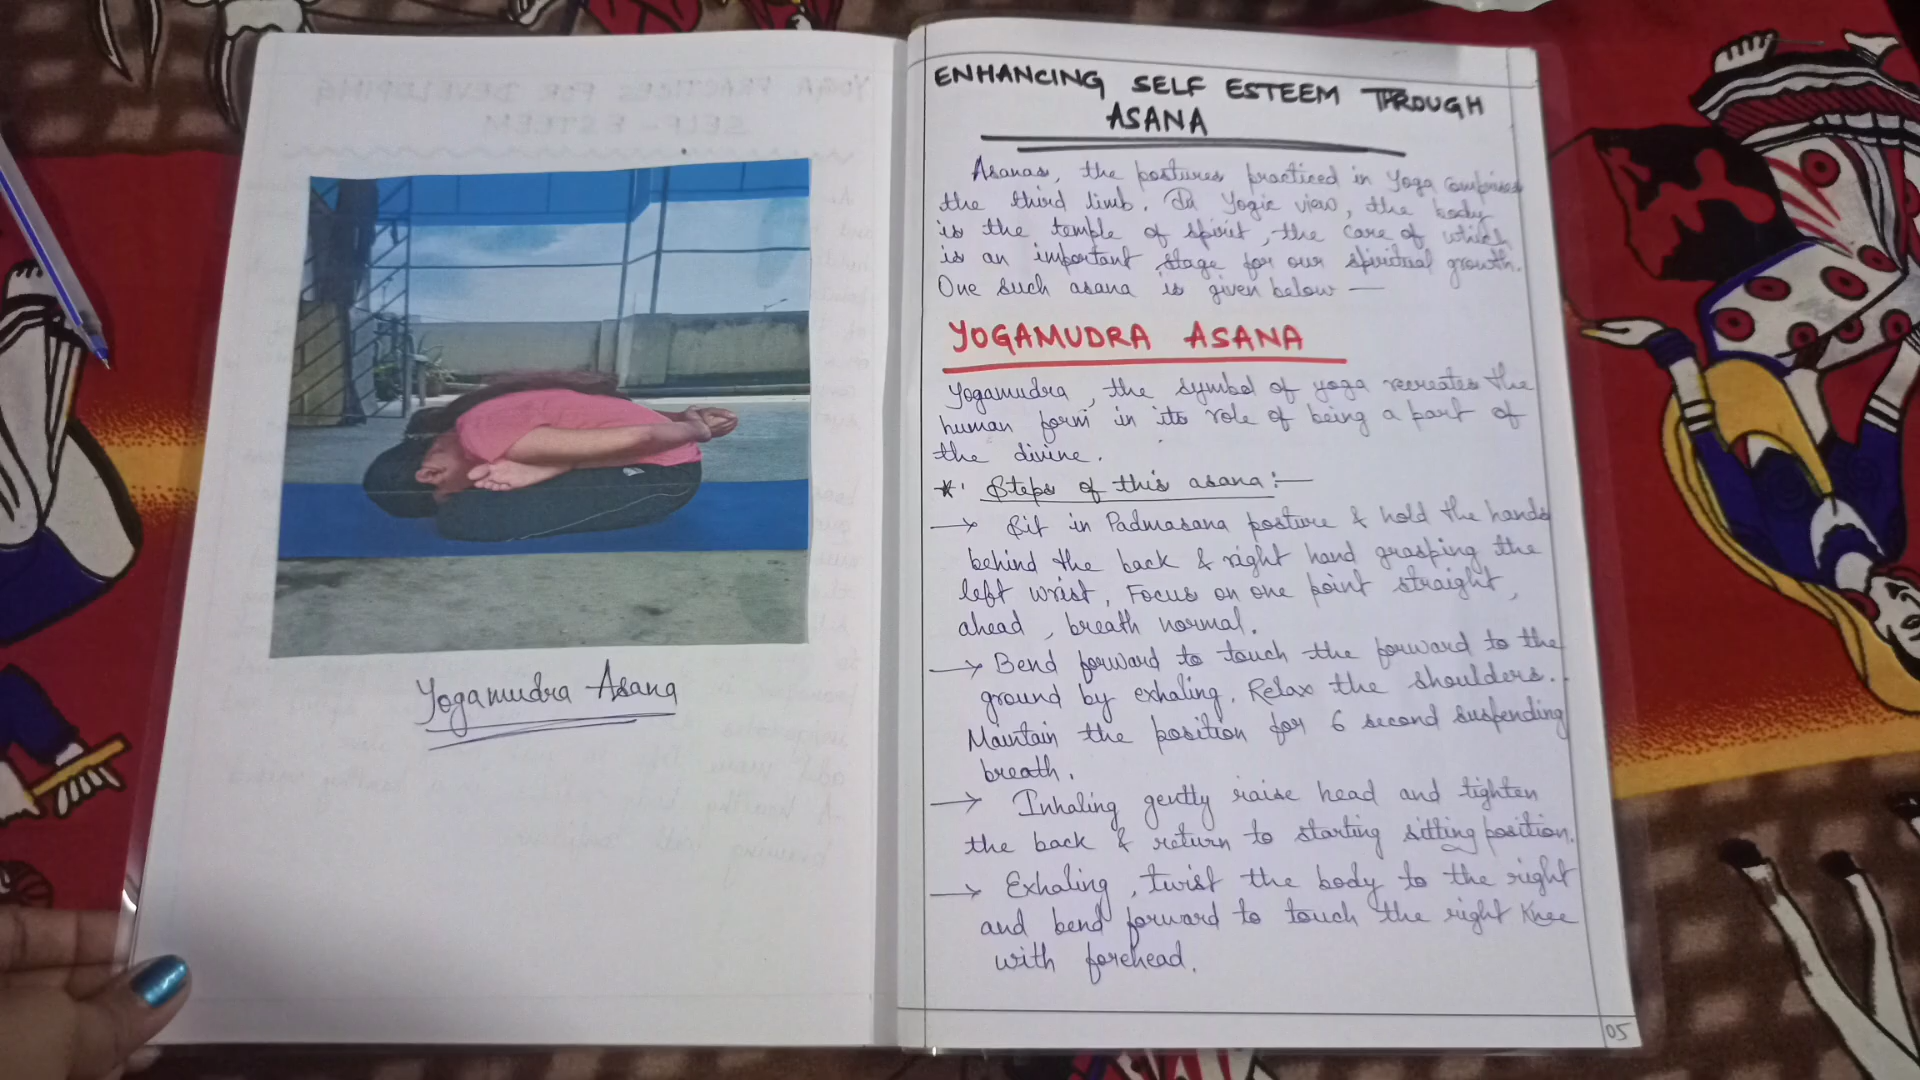 Yogamudra Asana
ENHANCING SELF ESTEEM THROUGH
ASANA
Asanas, the postures practiced in Yoga comprises
the third limb. In Yogic view, the body
is the temple of spirit, the care of which
is an important stage for our spiritual growth.
One such asana is given below —
YOGAMUDRA ASANA
Yogamudra, the symbol of yoga recreates the
human form in its role of being a part of
the divine.
* Steps of this asana :—
→ Sit in Padmasana posture & hold the hands
behind the back & right hand grasping the
left wrist, Focus on one point straight,
ahead, breath normal.
→ Bend forward to touch the forward to the
ground by exhaling. Relax the shoulders.
Maintain the position for 6 second suspending
breath.
→ Inhaling gently raise head and tighten
the back & return to starting sitting position.
→ Exhaling, twist the body to the right
and bend forward to touch the right knee
with forehead.
05